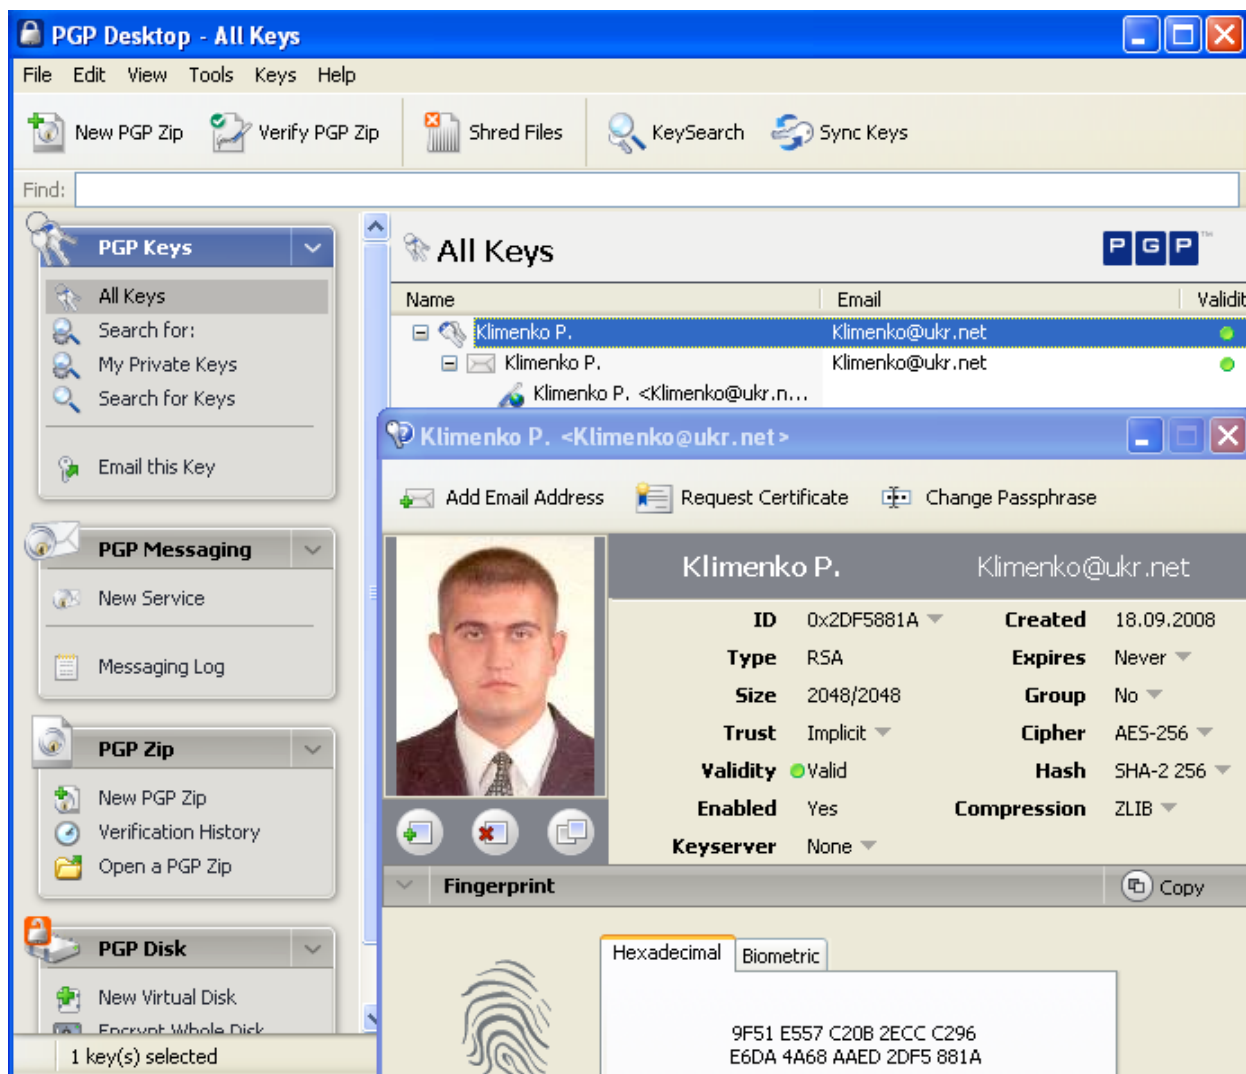 PGP Desktop - All Keys
File Edit View Tools Keys Help
New PGP Zip Verify PGP Zip Shred Files KeySearch Sync Keys
Find:
PGP Keys
All Keys
Search for:
My Private Keys
Search for Keys
Email this Key
PGP Messaging
New Service
Messaging Log
PGP Zip
New PGP Zip
Verification History
Open a PGP Zip
PGP Disk
New Virtual Disk
Encrypt Whole Disk
1 key(s) selected
All Keys
PGP™
Name Email Validit
Klimenko P. Klimenko@ukr.net
Klimenko P. Klimenko@ukr.net
Klimenko P. <Klimenko@ukr.n...
Klimenko P. <Klimenko@ukr.net>
Add Email Address Request Certificate Change Passphrase
Klimenko P. Klimenko@ukr.net
ID 0x2DF5881A Created 18.09.2008
Type RSA Expires Never
Size 2048/2048 Group No
Trust Implicit Cipher AES-256
Validity Valid Hash SHA-2 256
Enabled Yes Compression ZLIB
Keyserver None
Fingerprint Copy
Hexadecimal Biometric
9F51 E557 C20B 2ECC C296
E6DA 4A68 AAED 2DF5 881A